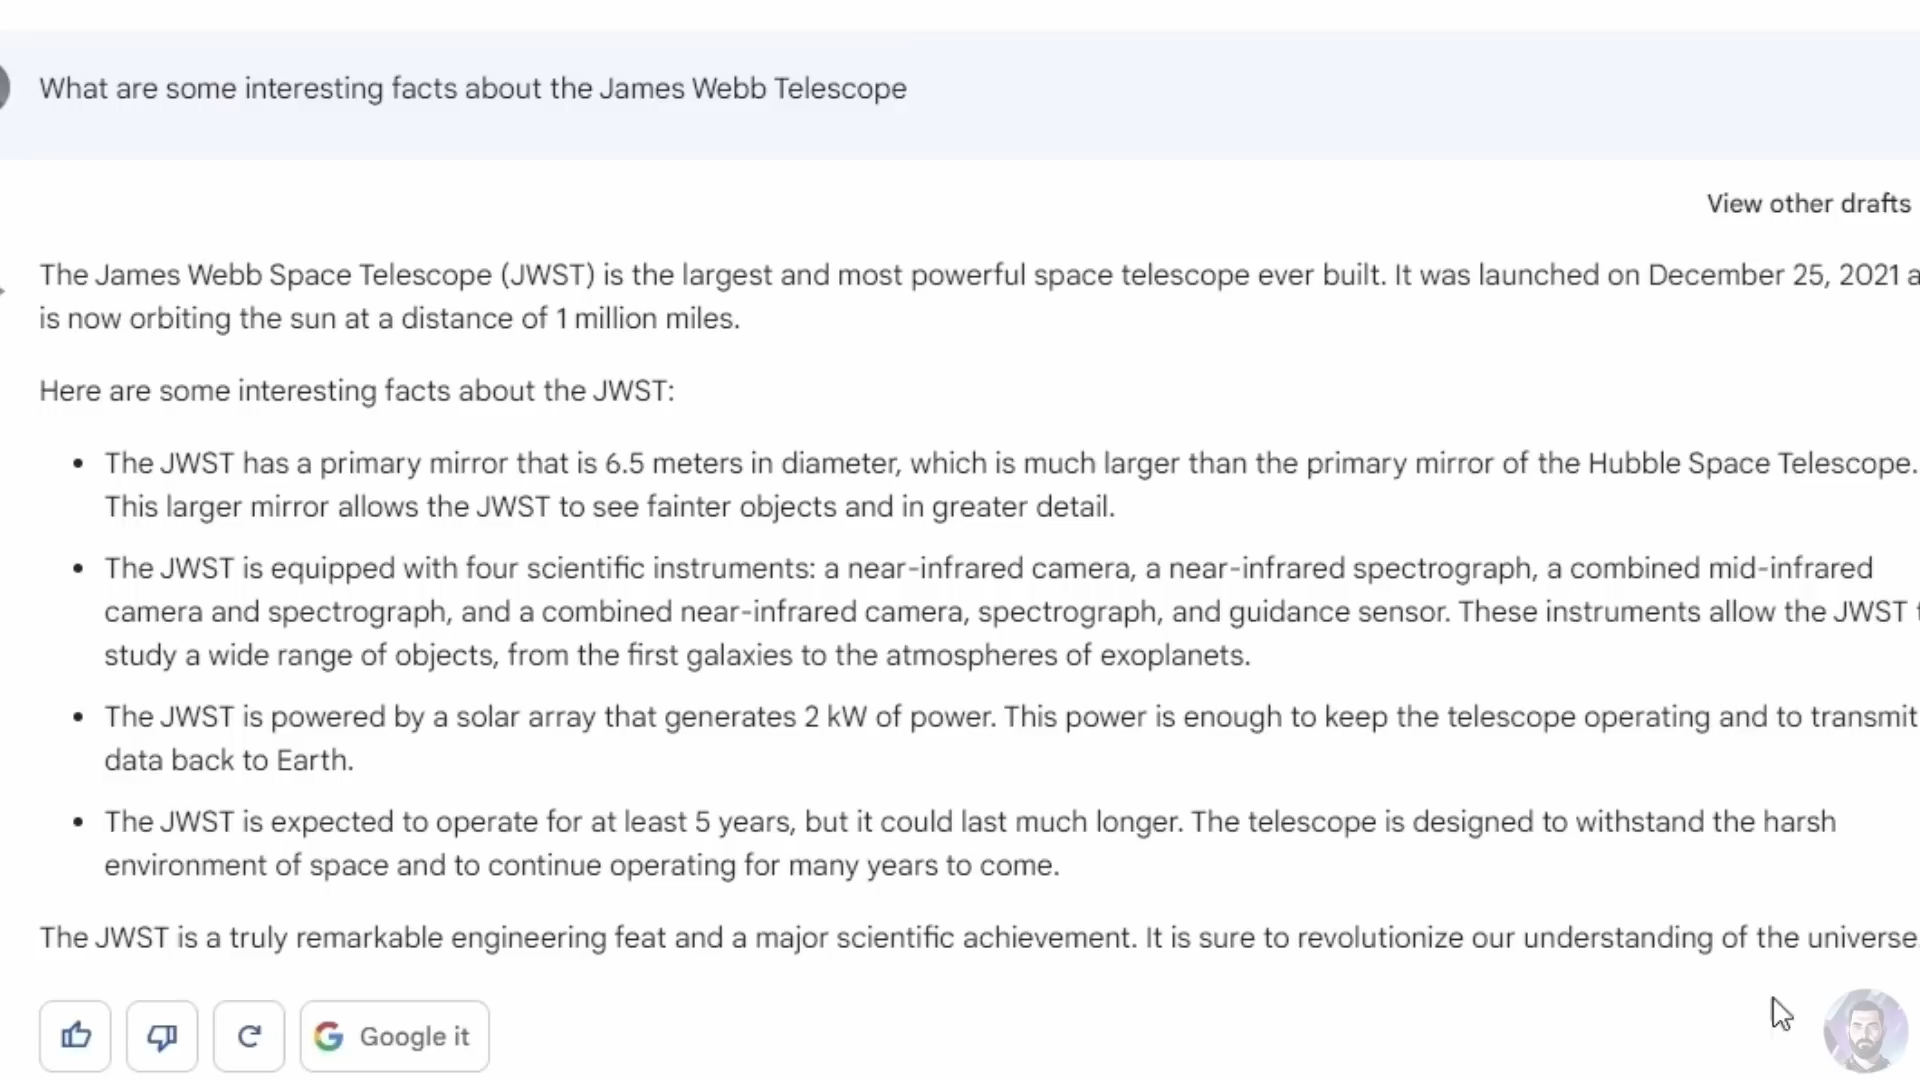 What are some interesting facts about the James Webb Telescope
View other drafts
The James Webb Space Telescope (JWST) is the largest and most powerful space telescope ever built. It was launched on December 25, 2021
is now orbiting the sun at a distance of 1 million miles.
Here are some interesting facts about the JWST:
• The JWST has a primary mirror that is 6.5 meters in diameter, which is much larger than the primary mirror of the Hubble Space Telescope.
This larger mirror allows the JWST to see fainter objects and in greater detail.
• The JWST is equipped with four scientific instruments: a near-infrared camera, a near-infrared spectrograph, a combined mid-infrared
camera and spectrograph, and a combined near-infrared camera, spectrograph, and guidance sensor. These instruments allow the JWST
study a wide range of objects, from the first galaxies to the atmospheres of exoplanets.
• The JWST is powered by a solar array that generates 2 kW of power. This power is enough to keep the telescope operating and to transmit
data back to Earth.
• The JWST is expected to operate for at least 5 years, but it could last much longer. The telescope is designed to withstand the harsh
environment of space and to continue operating for many years to come.
The JWST is a truly remarkable engineering feat and a major scientific achievement. It is sure to revolutionize our understanding of the universe.
Google it